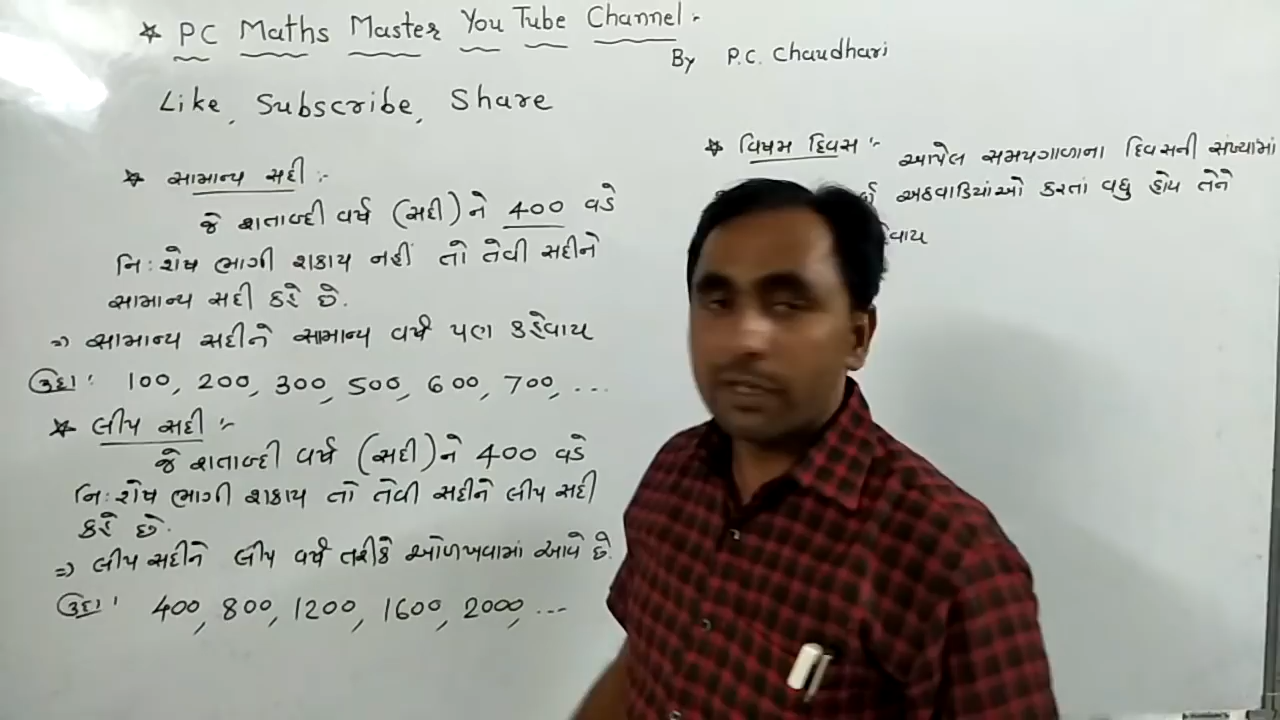 * PC Maths Master You Tube Channel :-
By P.C. Chaudhari
Like, Subscribe, Share
* સામાન્ય સદી :-
જે શતાબ્દી વર્ષ (સદી) ને 400 વડે
નિઃશેષ ભાગી શકાય નહીં તો તેવી સદીને
સામાન્ય સદી કહે છે.
=> સામાન્ય સદીને સામાન્ય વર્ષ પણ કહેવાય
ઉદા: 100, 200, 300, 500, 600, 700, ...
* લીપ સદી :-
જે શતાબ્દી વર્ષ (સદી) ને 400 વડે
નિઃશેષ ભાગી શકાય તો તેવી સદીને લીપ સદી
કહે છે.
=> લીપ સદીને લીપ વર્ષ તરીકે ઓળખવામાં આવે છે.
ઉદા: 400, 800, 1200, 1600, 2000, ...
* વિષમ દિવસ :- આપેલ સમયગાળાના દિવસની સંખ્યામાં
અઠવાડિયાંઓ કરતાં વધુ હોય તેને